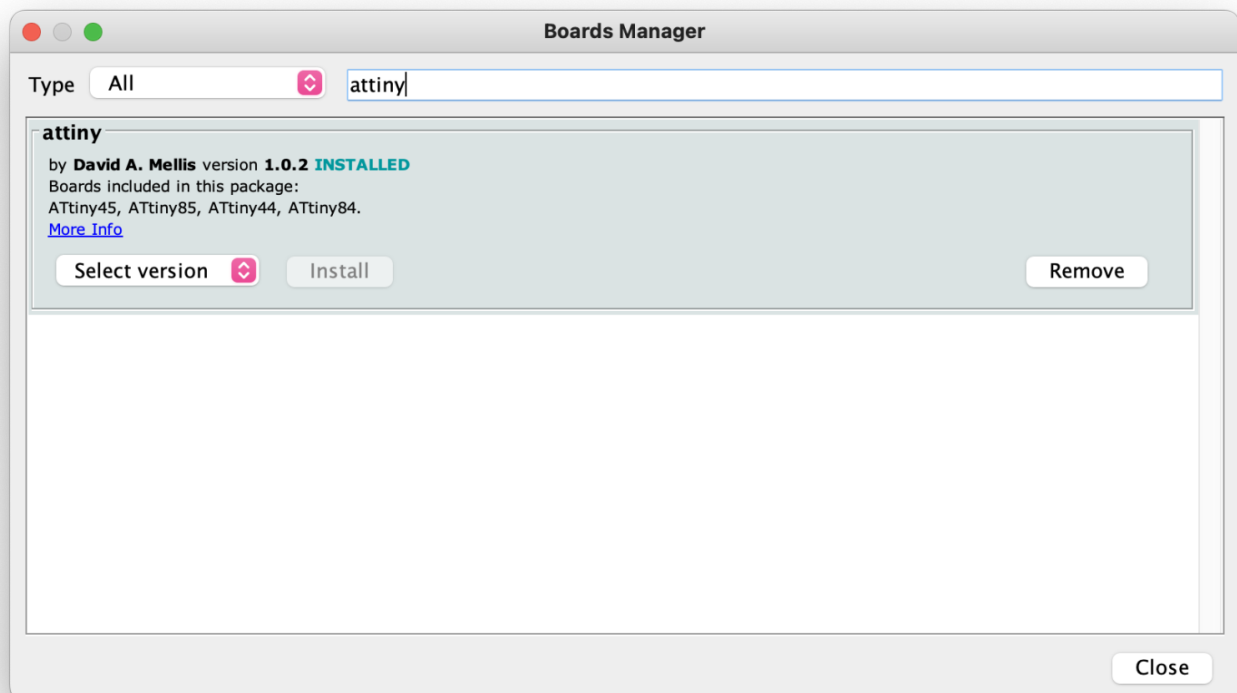 Boards Manager
Type All attiny
attiny
by David A. Mellis version 1.0.2 INSTALLED
Boards included in this package:
ATtiny45, ATtiny85, ATtiny44, ATtiny84.
More Info
Select version Install Remove
Close